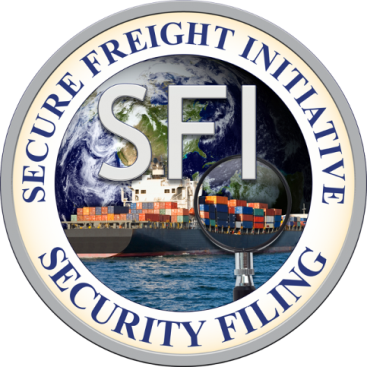 SECURE FREIGHT INITIATIVE
SFI
SECURITY FILING